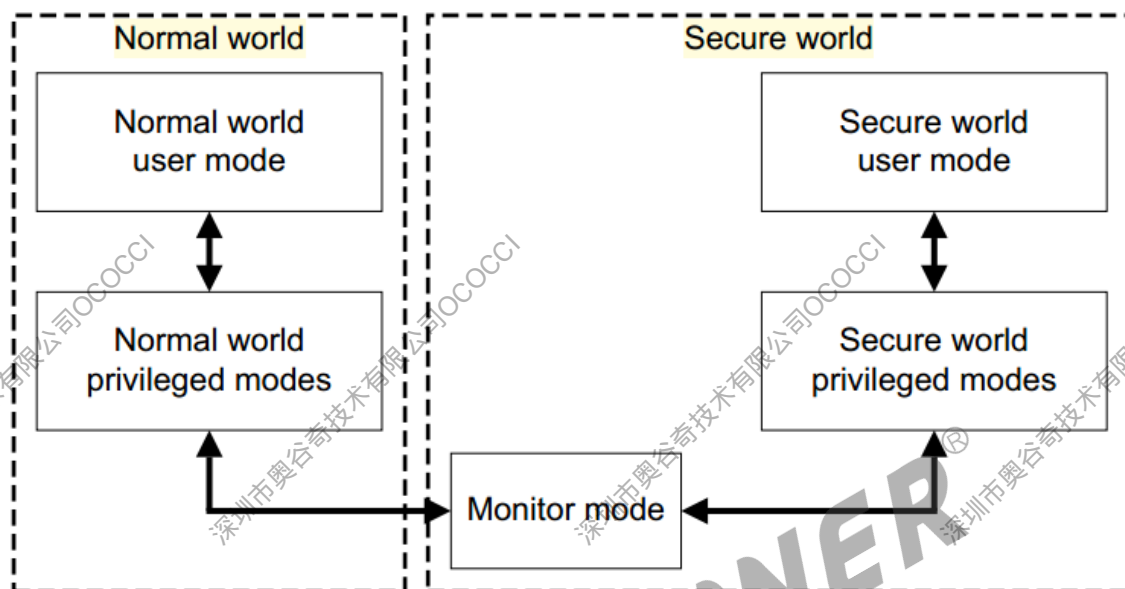 Normal world
Secure world
Normal world
user mode
Secure world
user mode
Normal world
privileged modes
Secure world
privileged modes
Monitor mode
深圳市奥谷奇技术有限公司OCOCCI
深圳市奥谷奇技术有限公司OCOCCI
深圳市奥谷奇技术有限公司OCOCCI
®